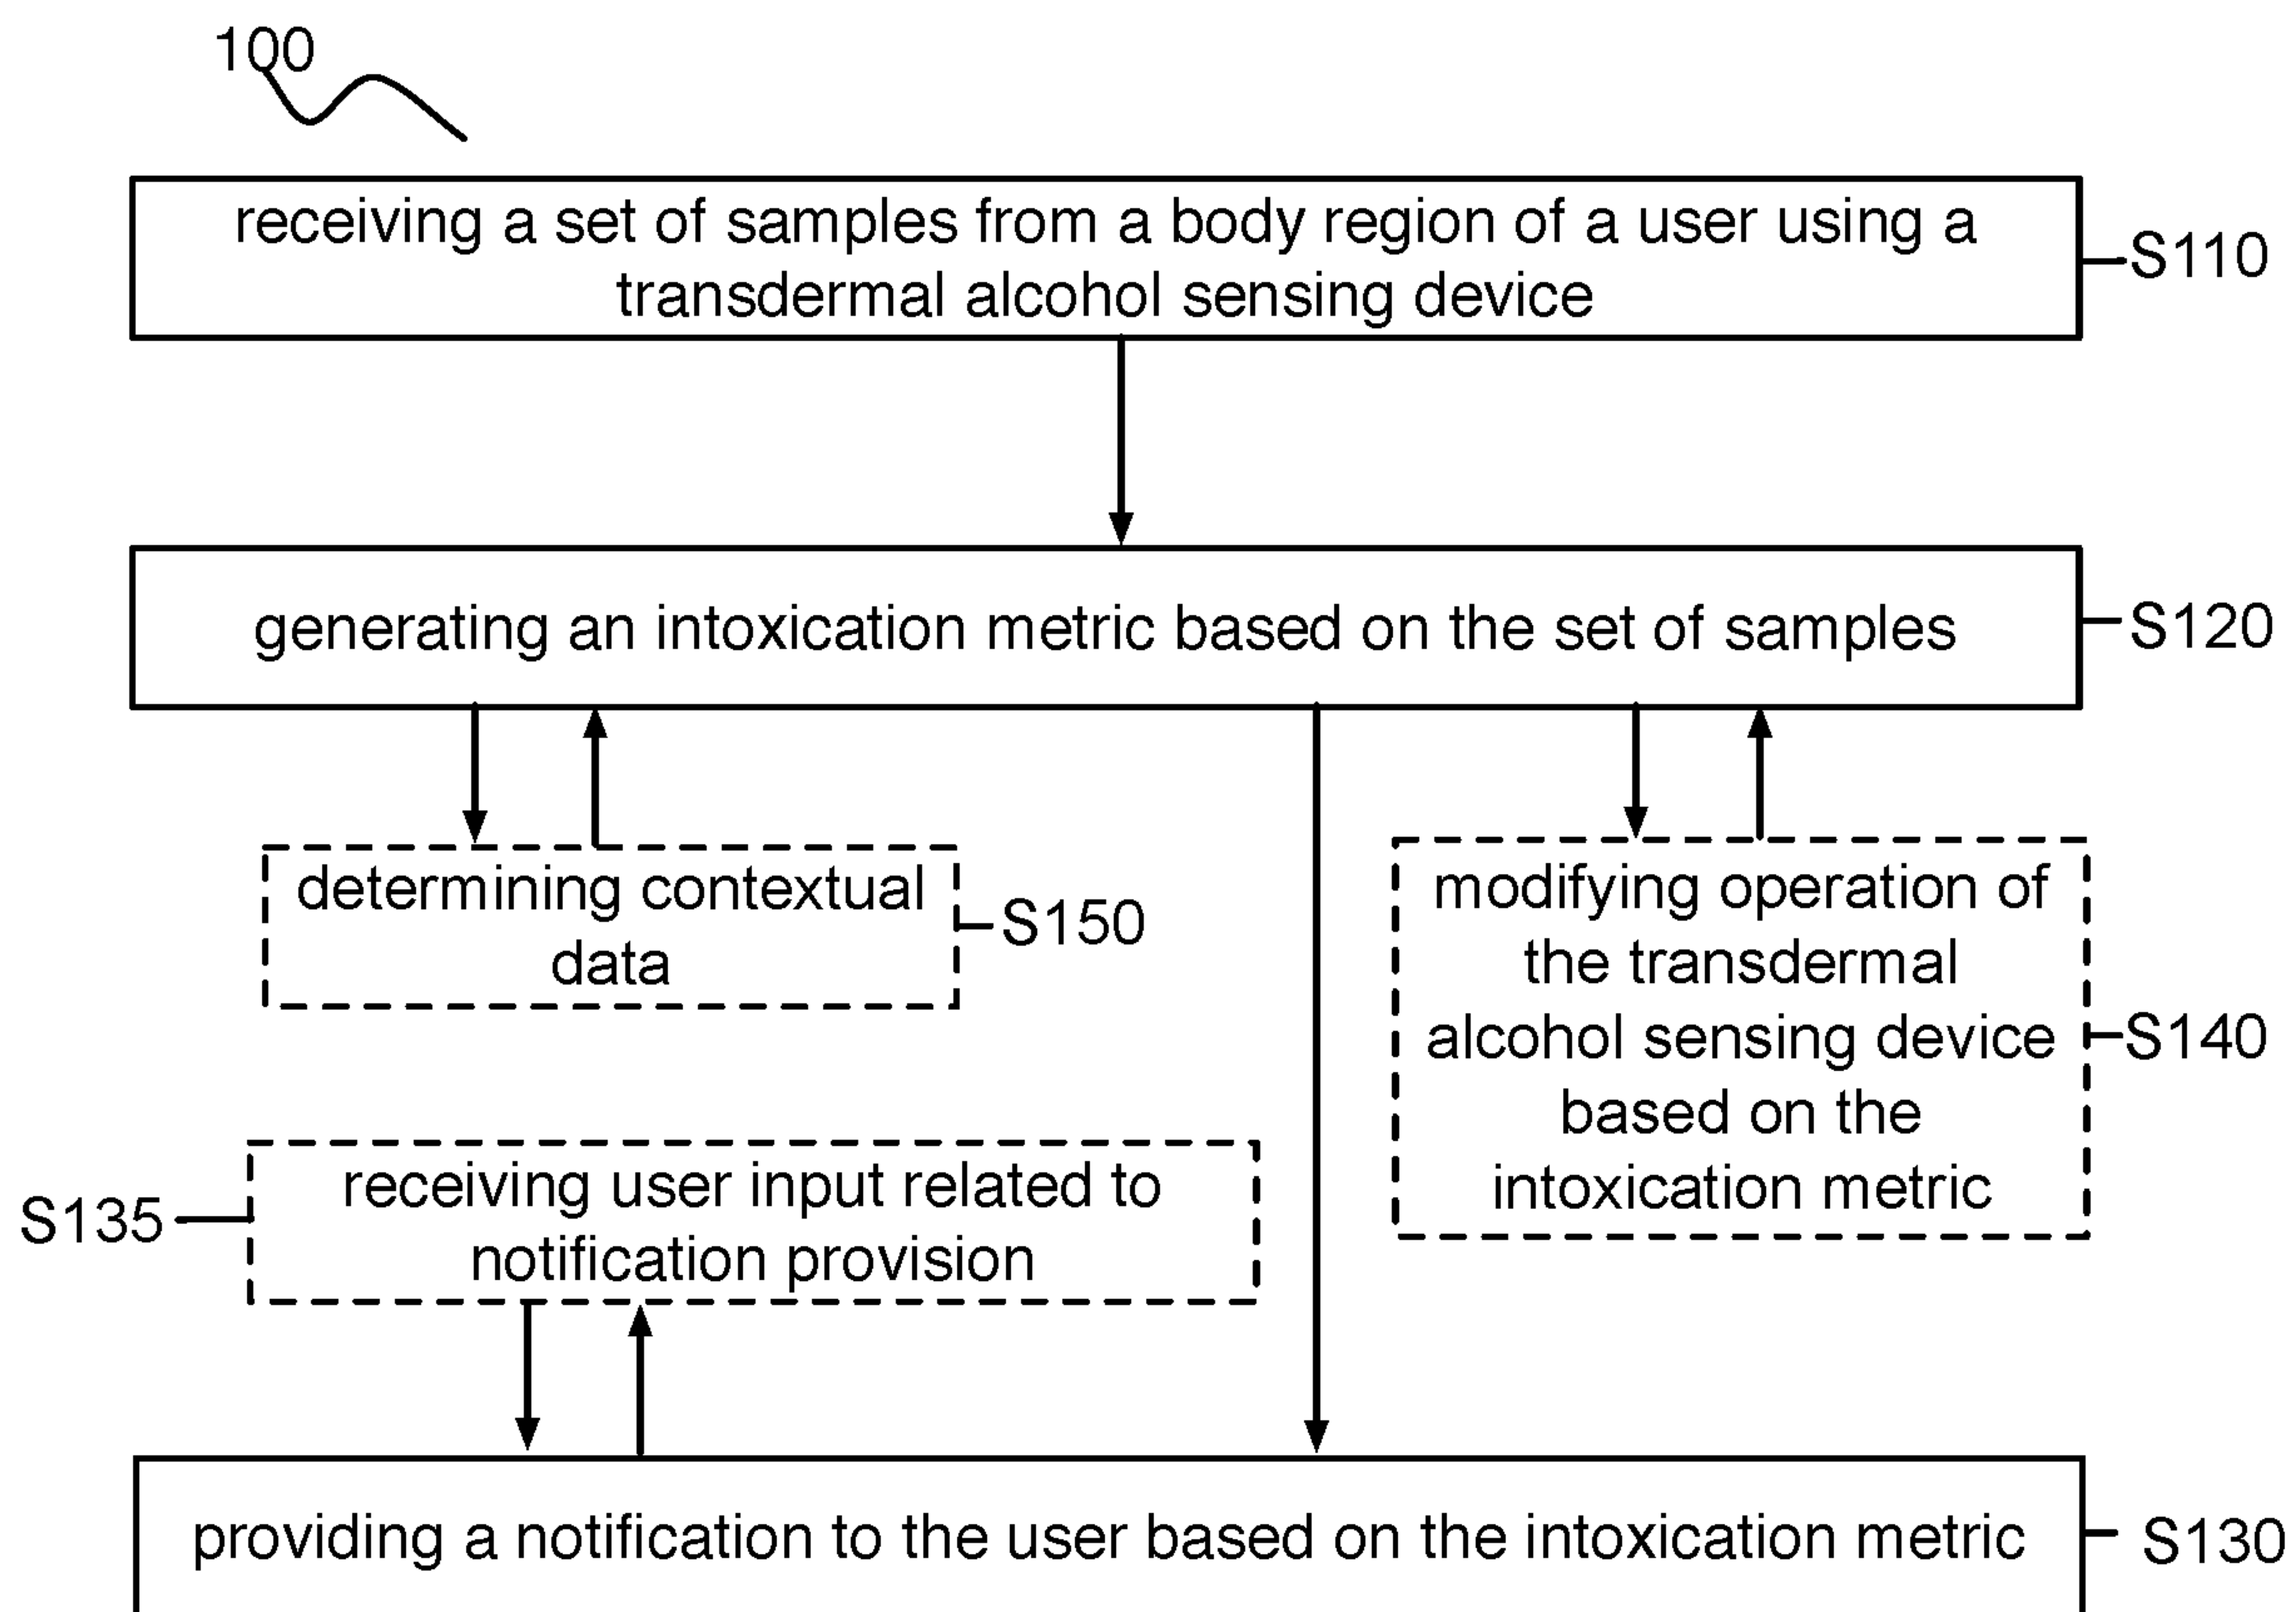 100
receiving a set of samples from a body region of a user using a
transdermal alcohol sensing device
S110
generating an intoxication metric based on the set of samples
S120
determining contextual
data
S150
modifying operation of
the transdermal
alcohol sensing device
based on the
intoxication metric
S140
S135
receiving user input related to
notification provision
providing a notification to the user based on the intoxication metric
S130